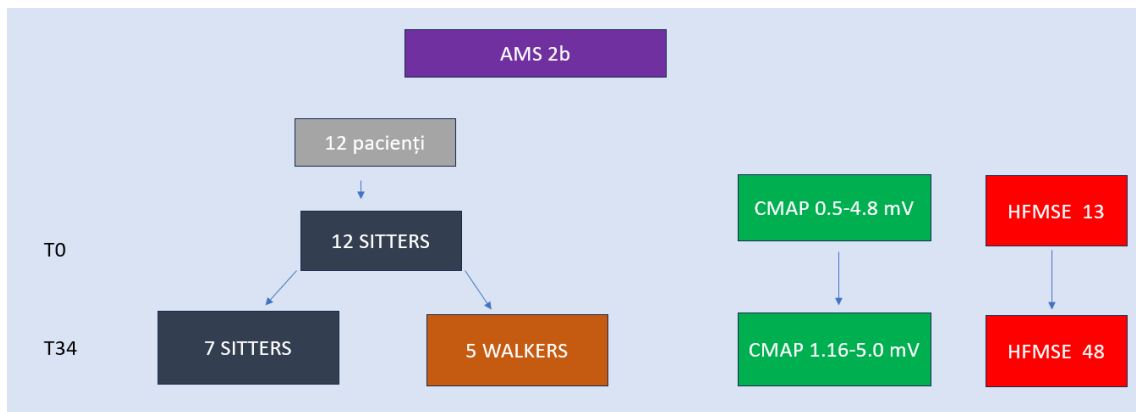 AMS 2b
12 pacienți
T0
12 SITTERS
CMAP 0.5-4.8 mV
HFMSE 13
T34
7 SITTERS
5 WALKERS
CMAP 1.16-5.0 mV
HFMSE 48